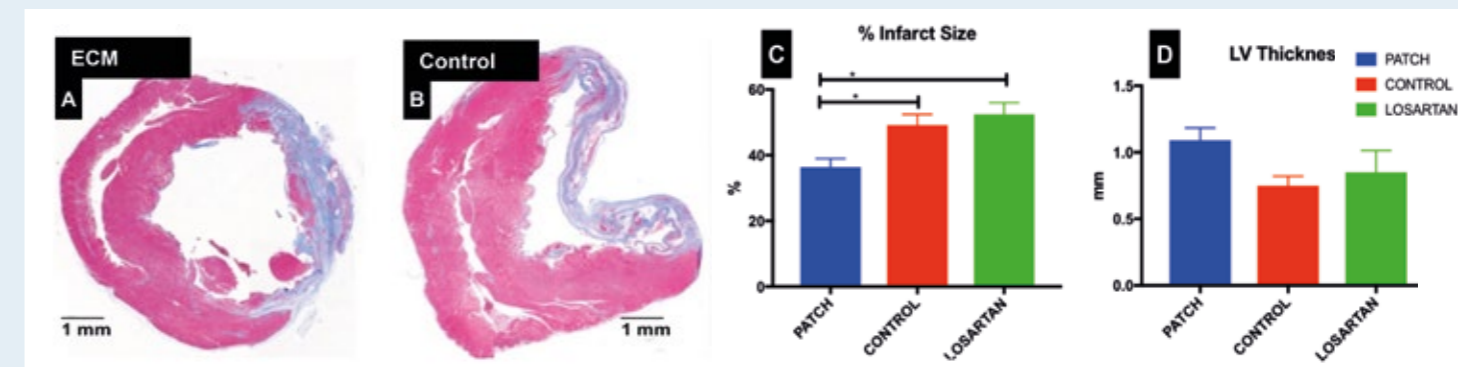 ECM
A
1 mm
Control
B
1 mm
C
% Infarct Size
*
*
60
40
20
0
%
PATCH
CONTROL
LOSARTAN
D
LV Thicknes
PATCH
CONTROL
LOSARTAN
1.5
1.0
0.5
0.0
mm
PATCH
CONTROL
LOSARTAN